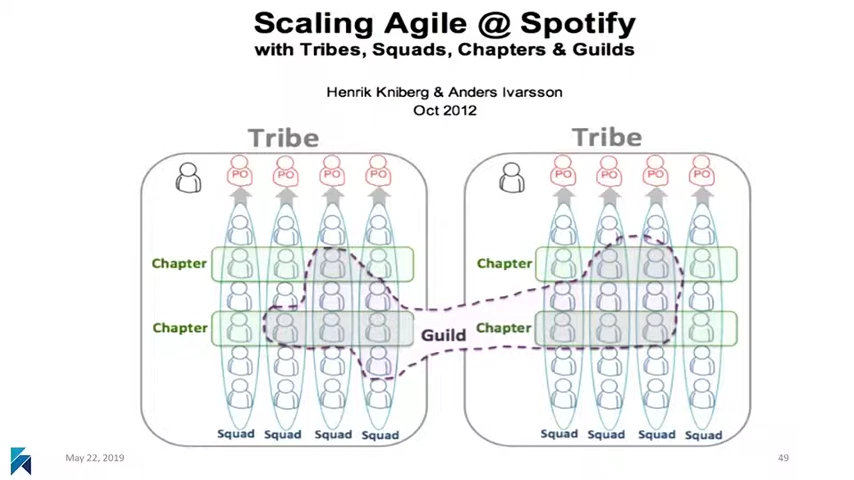 Scaling Agile @ Spotify
with Tribes, Squads, Chapters & Guilds
Henrik Kniberg & Anders Ivarsson
Oct 2012
Tribe Tribe
PO PO PO PO PO PO PO PO
Chapter Chapter
Chapter Guild Chapter
Squad Squad Squad Squad Squad Squad Squad Squad
May 22, 2019 49